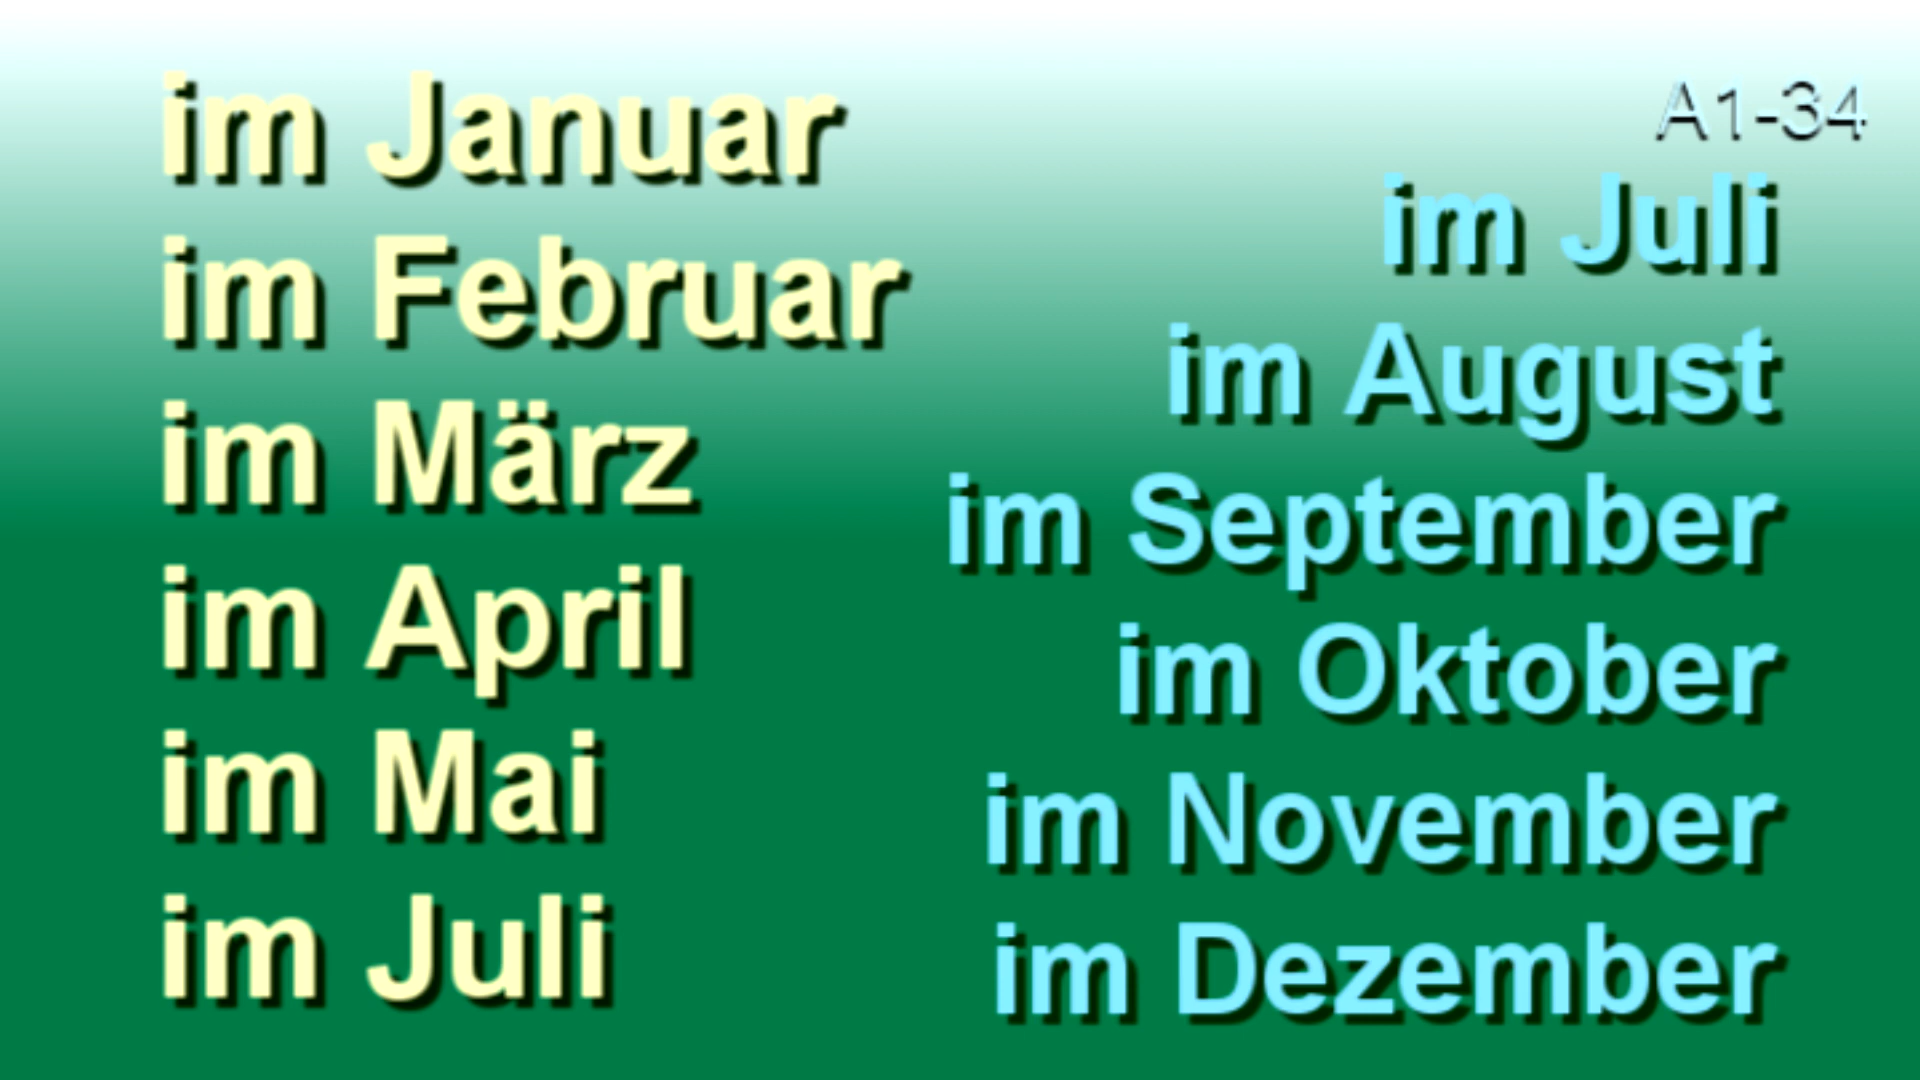 im Januar
im Februar
im März
im April
im Mai
im Juli
A1-34
im Juli
im August
im September
im Oktober
im November
im Dezember